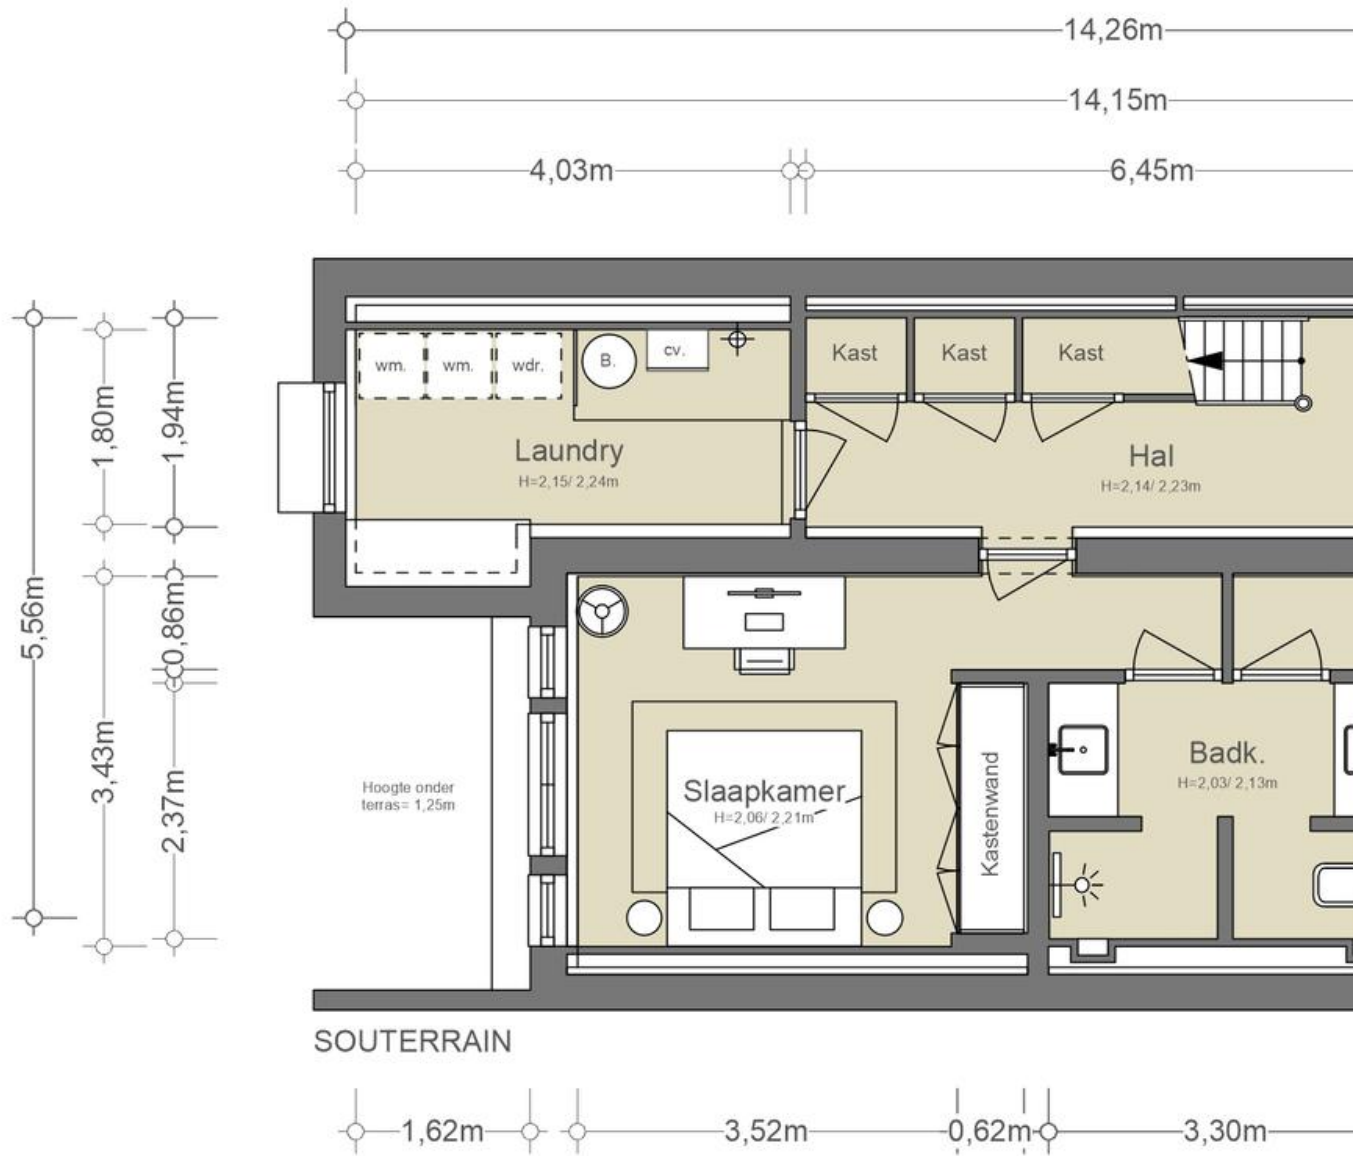 14,26m
14,15m
4,03m
6,45m
wm.
wm.
wdr.
B.
cv.
Kast
Kast
Kast
Laundry
H=2,15/ 2,24m
Hal
H=2,14/ 2,23m
5,56m
1,80m
1,94m
0,86m
3,43m
2,37m
Hoogte onder
terras= 1,25m
Slaapkamer
H=2,06/ 2,21m
Kastenwand
Badk.
H=2,03/ 2,13m
SOUTERRAIN
1,62m
3,52m
0,62m
3,30m